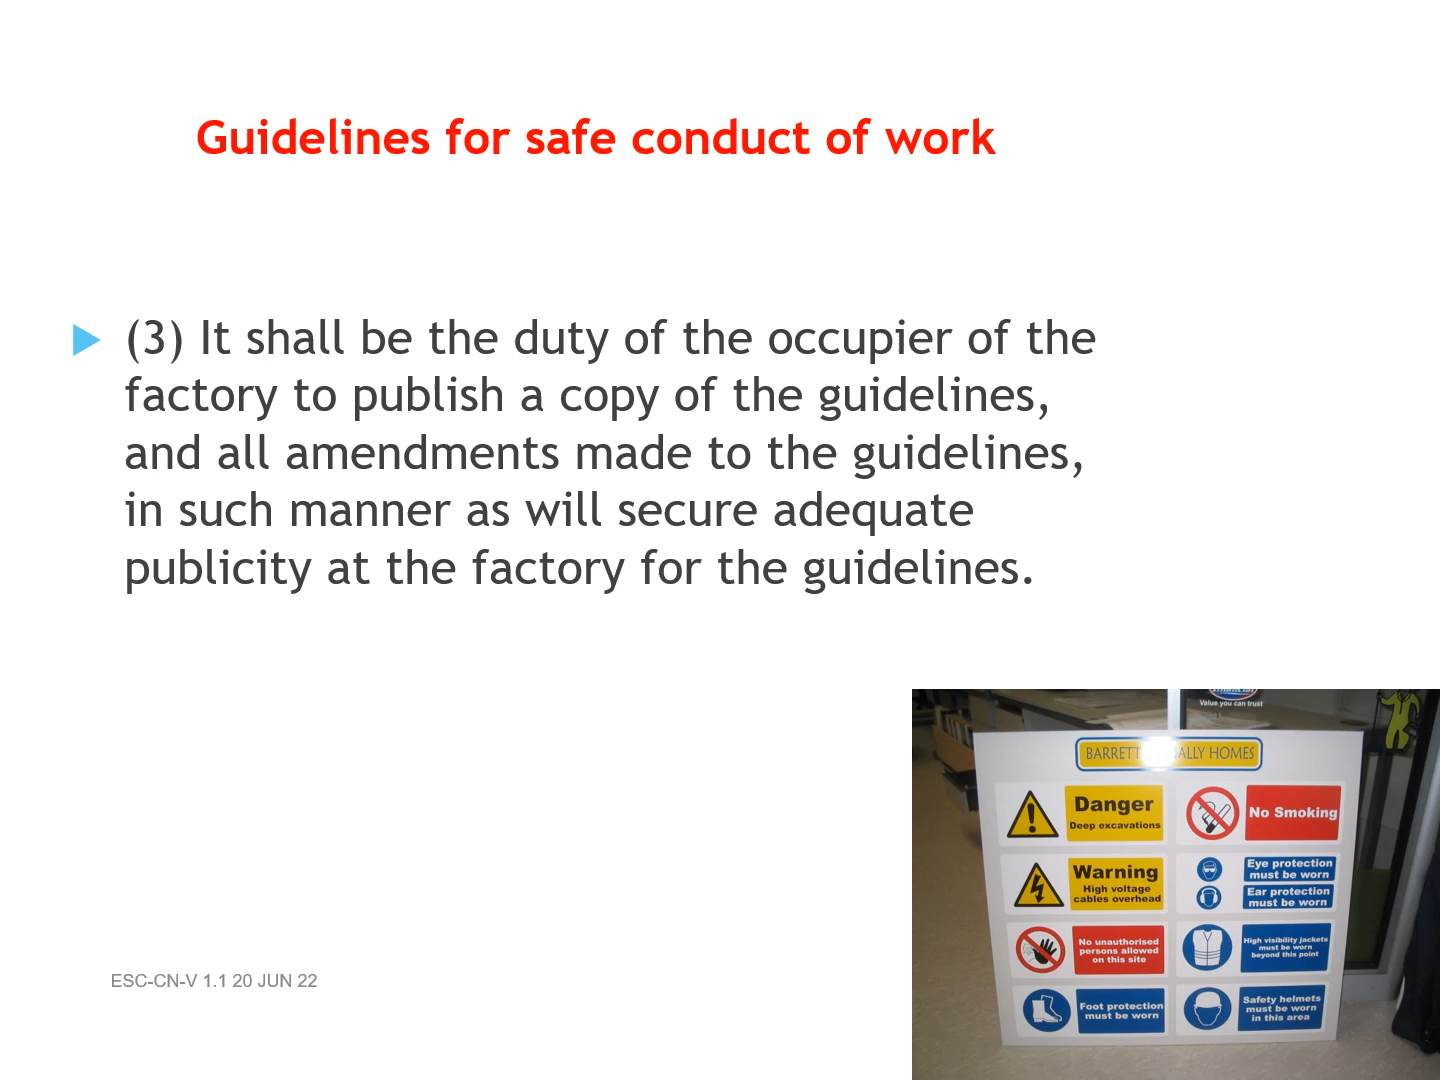 Guidelines for safe conduct of work
(3) It shall be the duty of the occupier of the
factory to publish a copy of the guidelines,
and all amendments made to the guidelines,
in such manner as will secure adequate
publicity at the factory for the guidelines.
Value you can trust
BARRETT HOMES
Danger
Deep excavations
No Smoking
Warning
High voltage
cables overhead
Eye protection
must be worn
Ear protection
must be worn
No unauthorised
persons allowed
on this site
High visibility jackets
must be worn
beyond this point
Foot protection
must be worn
Safety helmets
must be worn
in this area
ESC-CN-V 1.1 20 JUN 22